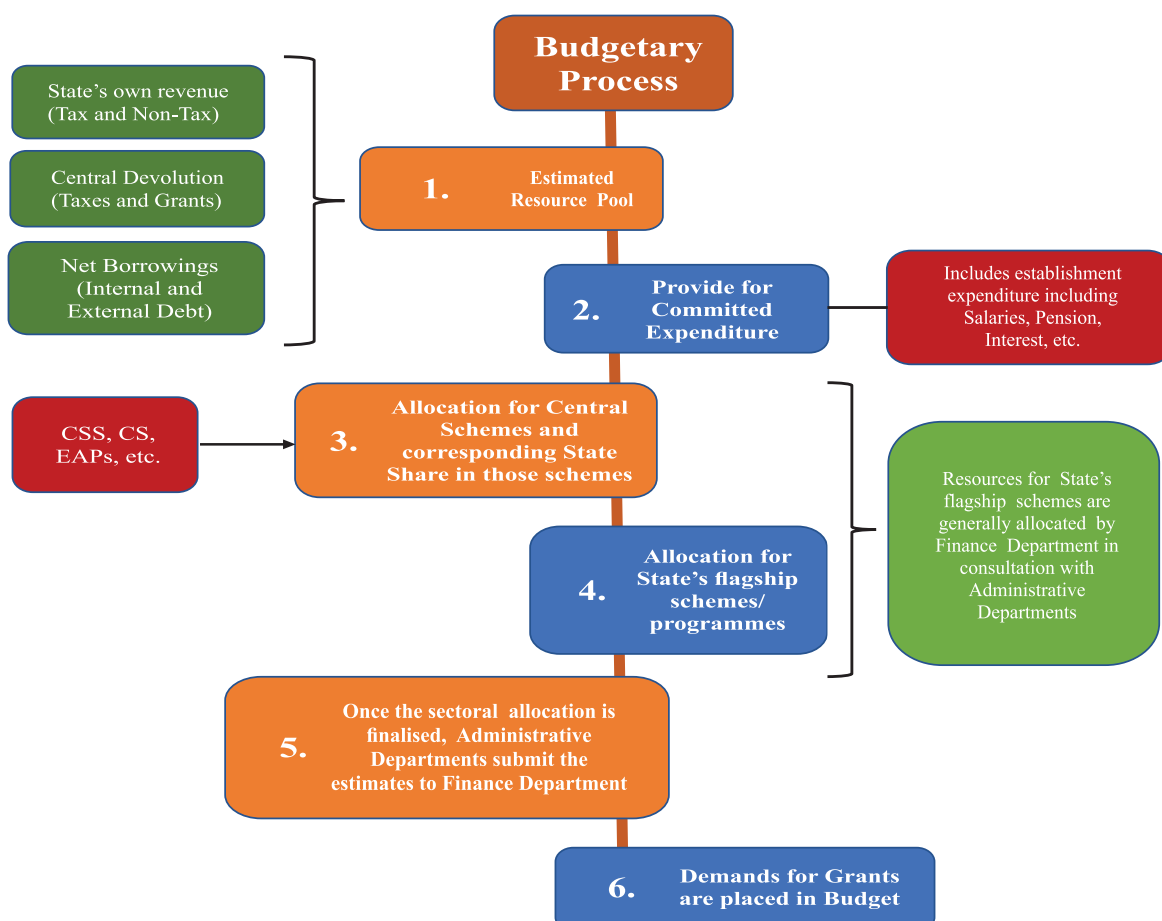 Budgetary
Process
State's own revenue
(Tax and Non-Tax)
Central Devolution
(Taxes and Grants)
Net Borrowings
(Internal and
External Debt)
1.
Estimated
Resource Pool
2.
Provide for
Committed
Expenditure
Includes establishment
expenditure including
Salaries, Pension,
Interest, etc.
CSS, CS,
EAPs, etc.
3.
Allocation for Central
Schemes and
corresponding State
Share in those schemes
4.
Allocation for
State's flagship
schemes/
programmes
Resources for State's
flagship schemes are
generally allocated by
Finance Department in
consultation with
Administrative
Departments
5.
Once the sectoral allocation is
finalised, Administrative
Departments submit the
estimates to Finance Department
6.
Demands for Grants
are placed in Budget